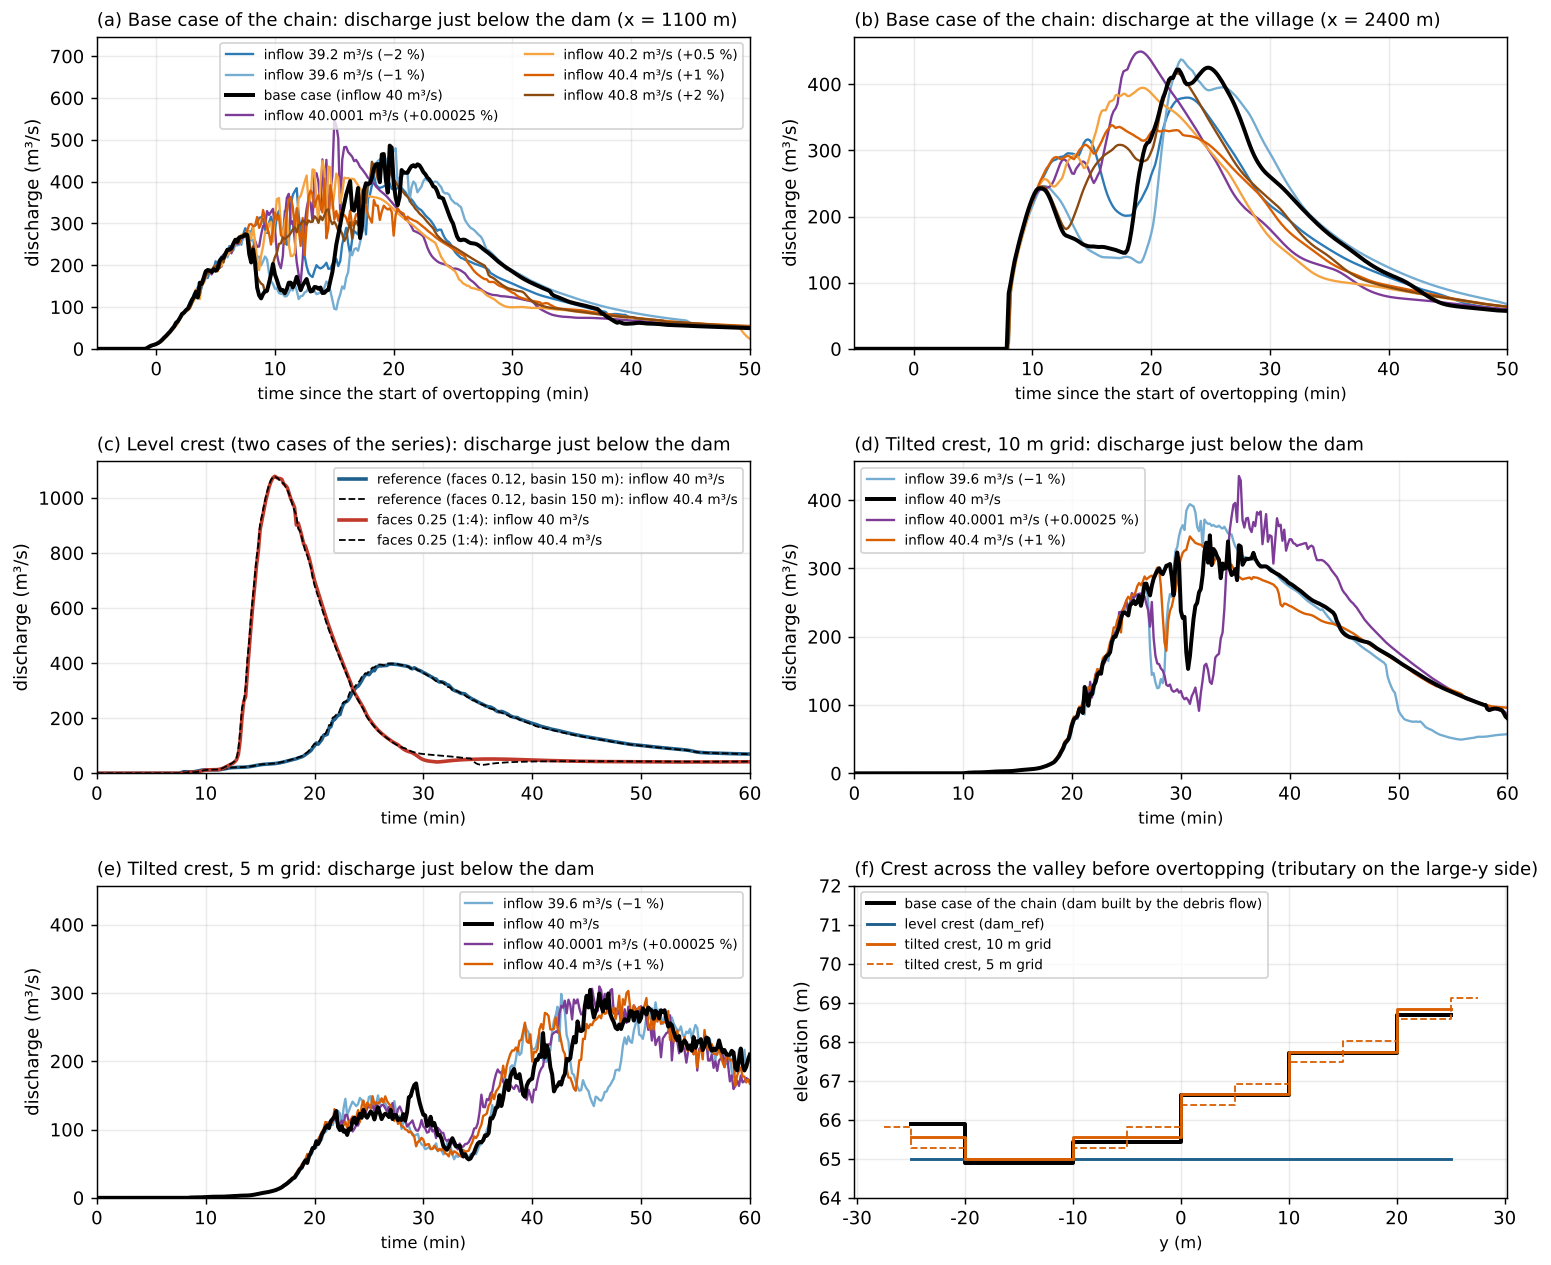 (a) Base case of the chain: discharge just below the dam (x = 1100 m)
discharge (m³/s)
700
600
500
400
300
200
100
0
inflow 39.2 m³/s (−2 %)
inflow 39.6 m³/s (−1 %)
base case (inflow 40 m³/s)
inflow 40.0001 m³/s (+0.00025 %)
inflow 40.2 m³/s (+0.5 %)
inflow 40.4 m³/s (+1 %)
inflow 40.8 m³/s (+2 %)
0 10 20 30 40 50
time since the start of overtopping (min)
(b) Base case of the chain: discharge at the village (x = 2400 m)
discharge (m³/s)
400
300
200
100
0
0 10 20 30 40 50
time since the start of overtopping (min)
(c) Level crest (two cases of the series): discharge just below the dam
discharge (m³/s)
1000
800
600
400
200
0
reference (faces 0.12, basin 150 m): inflow 40 m³/s
reference (faces 0.12, basin 150 m): inflow 40.4 m³/s
faces 0.25 (1:4): inflow 40 m³/s
faces 0.25 (1:4): inflow 40.4 m³/s
0 10 20 30 40 50 60
time (min)
(d) Tilted crest, 10 m grid: discharge just below the dam
discharge (m³/s)
400
300
200
100
0
inflow 39.6 m³/s (−1 %)
inflow 40 m³/s
inflow 40.0001 m³/s (+0.00025 %)
inflow 40.4 m³/s (+1 %)
0 10 20 30 40 50 60
time (min)
(e) Tilted crest, 5 m grid: discharge just below the dam
discharge (m³/s)
400
300
200
100
0
inflow 39.6 m³/s (−1 %)
inflow 40 m³/s
inflow 40.0001 m³/s (+0.00025 %)
inflow 40.4 m³/s (+1 %)
0 10 20 30 40 50 60
time (min)
(f) Crest across the valley before overtopping (tributary on the large-y side)
elevation (m)
72
71
70
69
68
67
66
65
64
base case of the chain (dam built by the debris flow)
level crest (dam_ref)
tilted crest, 10 m grid
tilted crest, 5 m grid
-30 -20 -10 0 10 20 30
y (m)